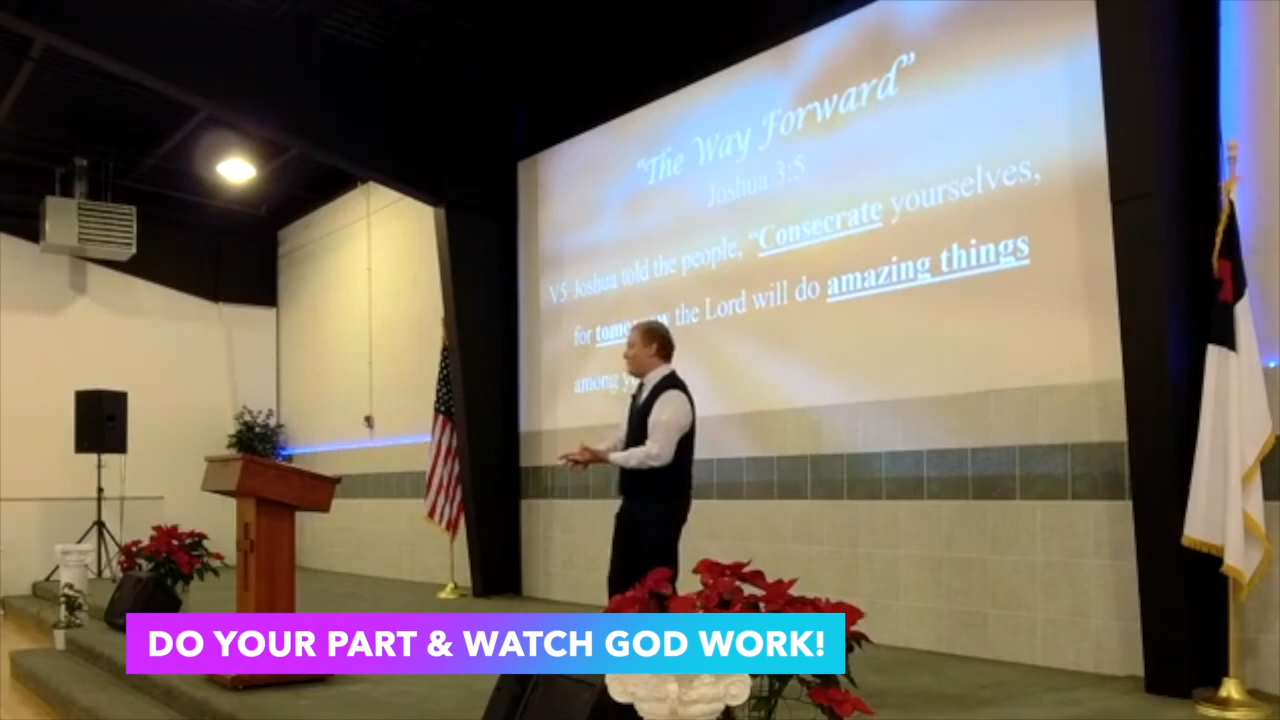 "The Way Forward"
Joshua 3:5
V5 Joshua told the people, "Consecrate yourselves,
for tomorrow the Lord will do amazing things
among
DO YOUR PART & WATCH GOD WORK!